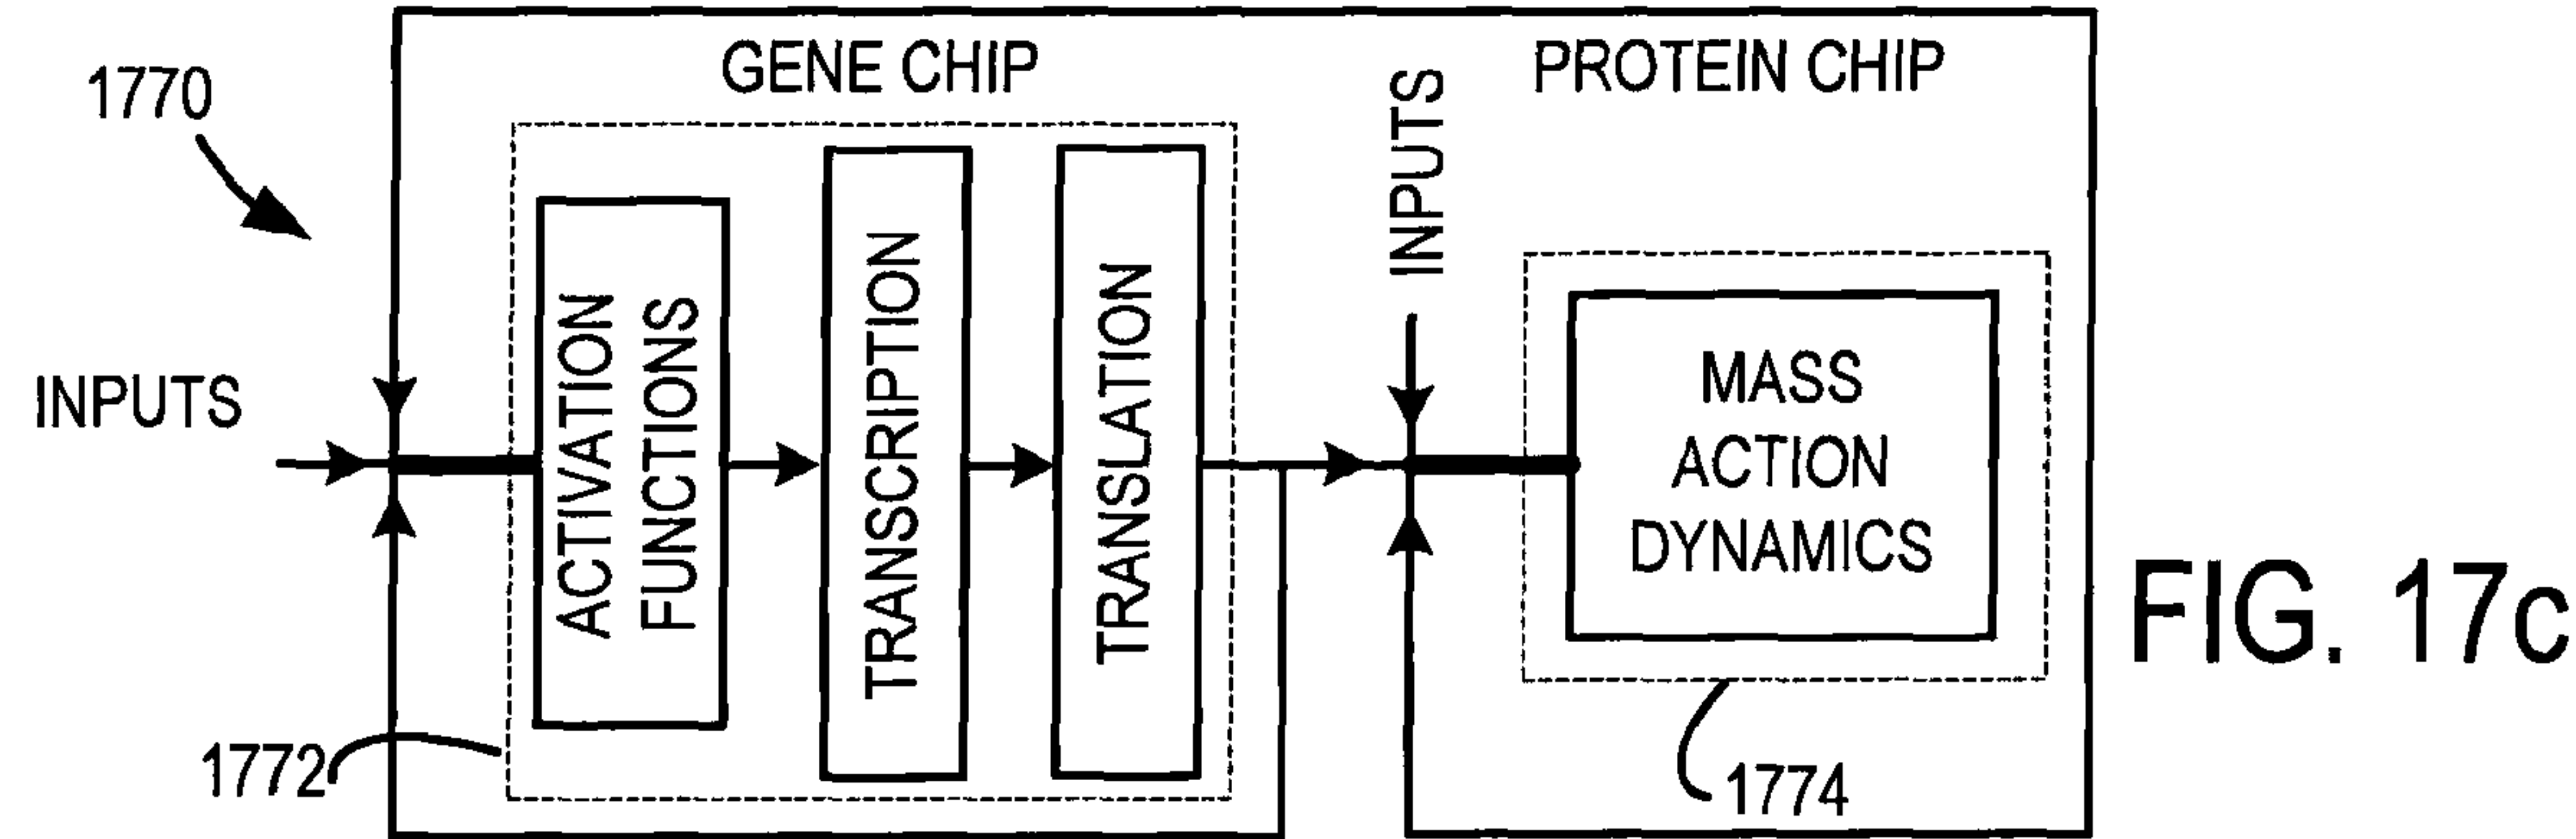 1770
GENE CHIP
PROTEIN CHIP
INPUTS
INPUTS
ACTIVATION
FUNCTIONS
TRANSCRIPTION
TRANSLATION
MASS
ACTION
DYNAMICS
1772
1774
FIG. 17c